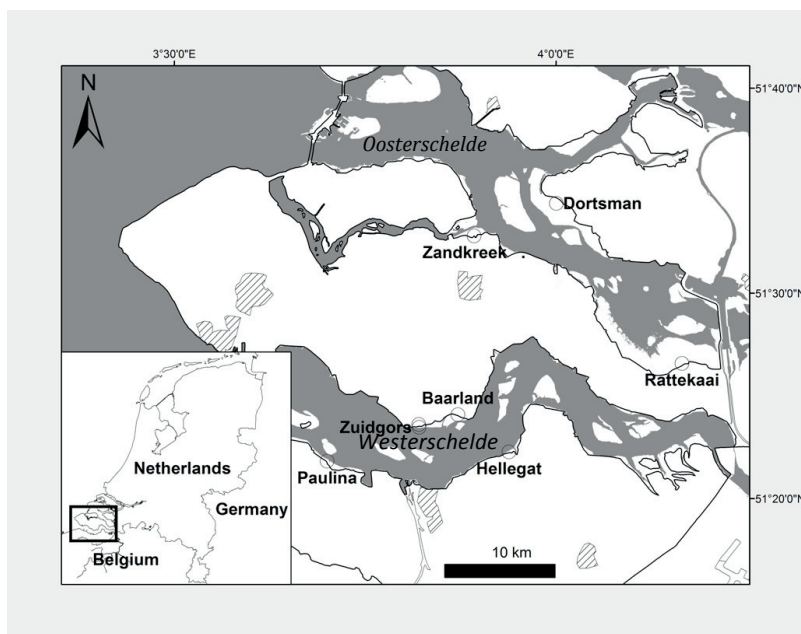 3°30'0"E
4°0'0"E
N
51°40'0"N
Oosterschelde
Dortsman
Zandkreek
51°30'0"N
Rattekaai
Baarland
Zuidgors
Westerschelde
Hellegat
Paulina
51°20'0"N
Netherlands
Germany
Belgium
10 km